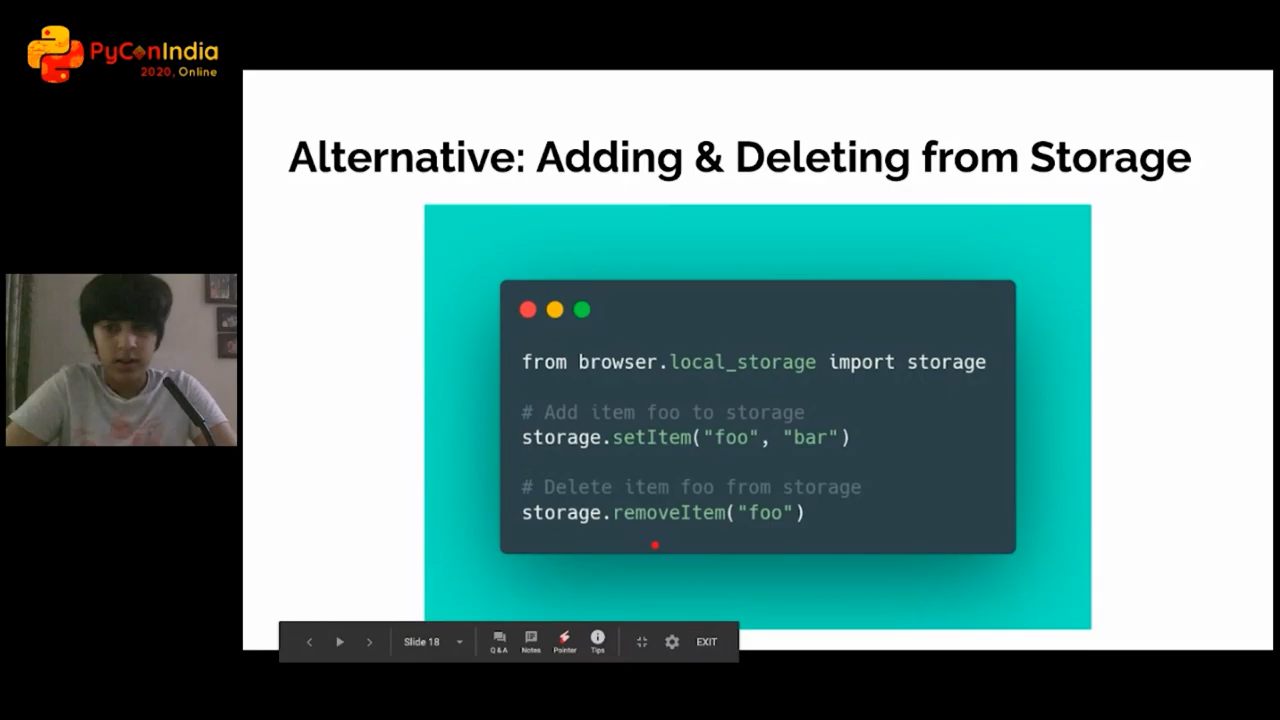 PyConIndia
2020, Online
Alternative: Adding & Deleting from Storage
from browser.local_storage import storage
# Add item foo to storage
storage.setItem("foo", "bar")
# Delete item foo from storage
storage.removeItem("foo")
Slide 18
Q&A
Notes
Pointer
Tips
EXIT